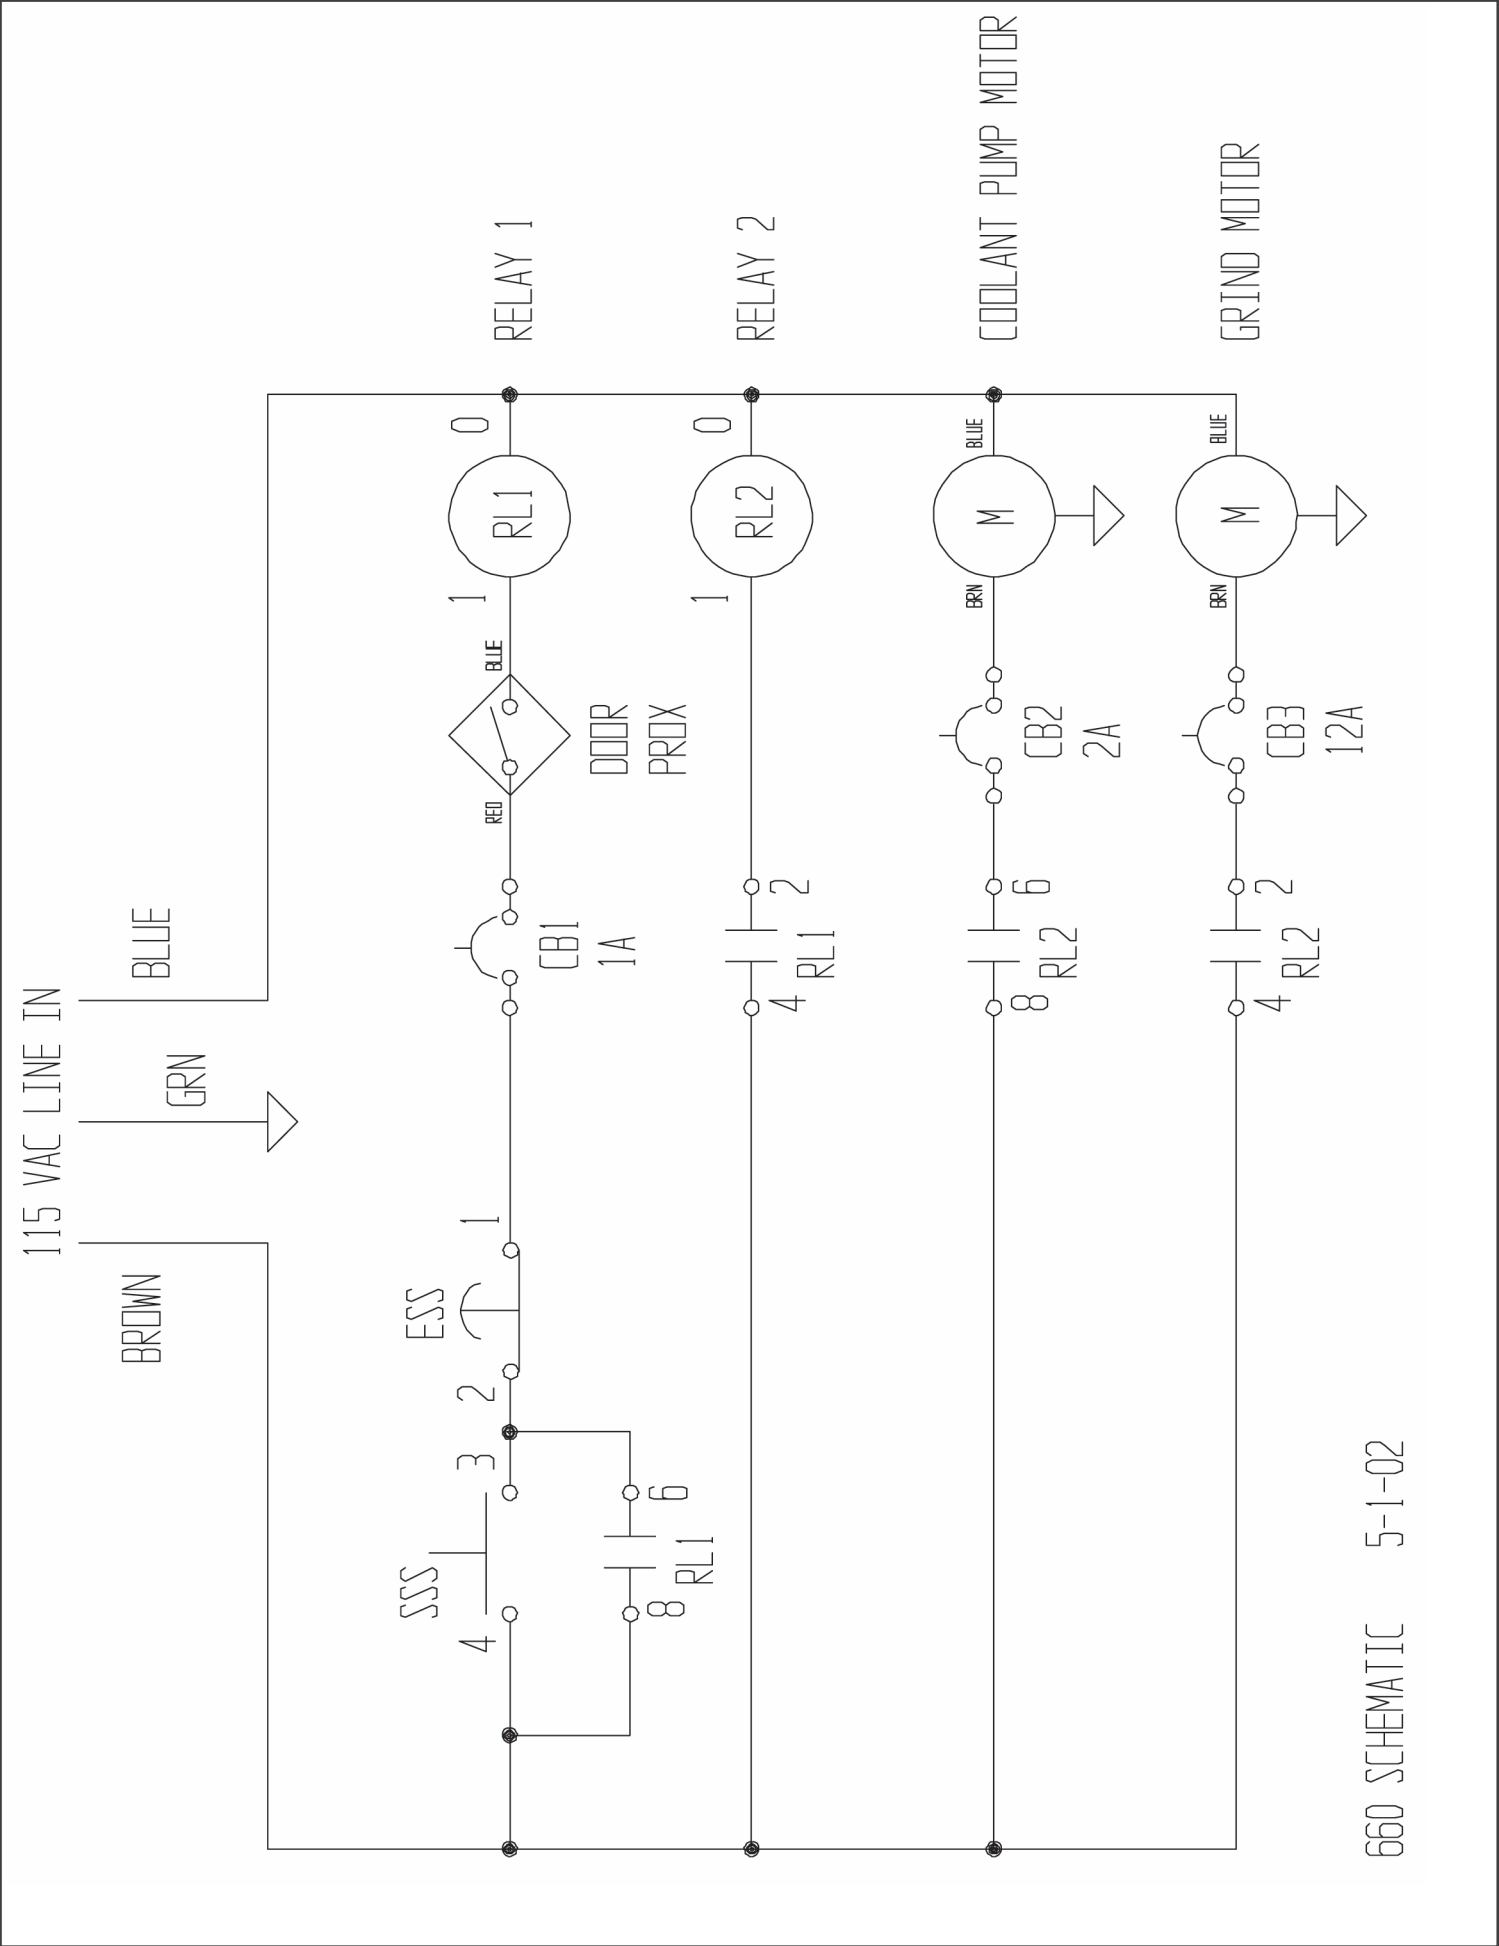 115 VAC LINE IN
BROWN
GRN
BLUE
SSS
4
3
2
ESS
1
CB1
1A
RED
DOOR
PROX
BLUE
1
RL1
0
RELAY 1
8
6
RL1
4
2
RL1
1
RL2
0
RELAY 2
8
6
RL2
CB2
2A
BRN
M
BLUE
COOLANT PUMP MOTOR
4
2
RL2
CB3
12A
BRN
M
BLUE
GRIND MOTOR
660 SCHEMATIC 5-1-02